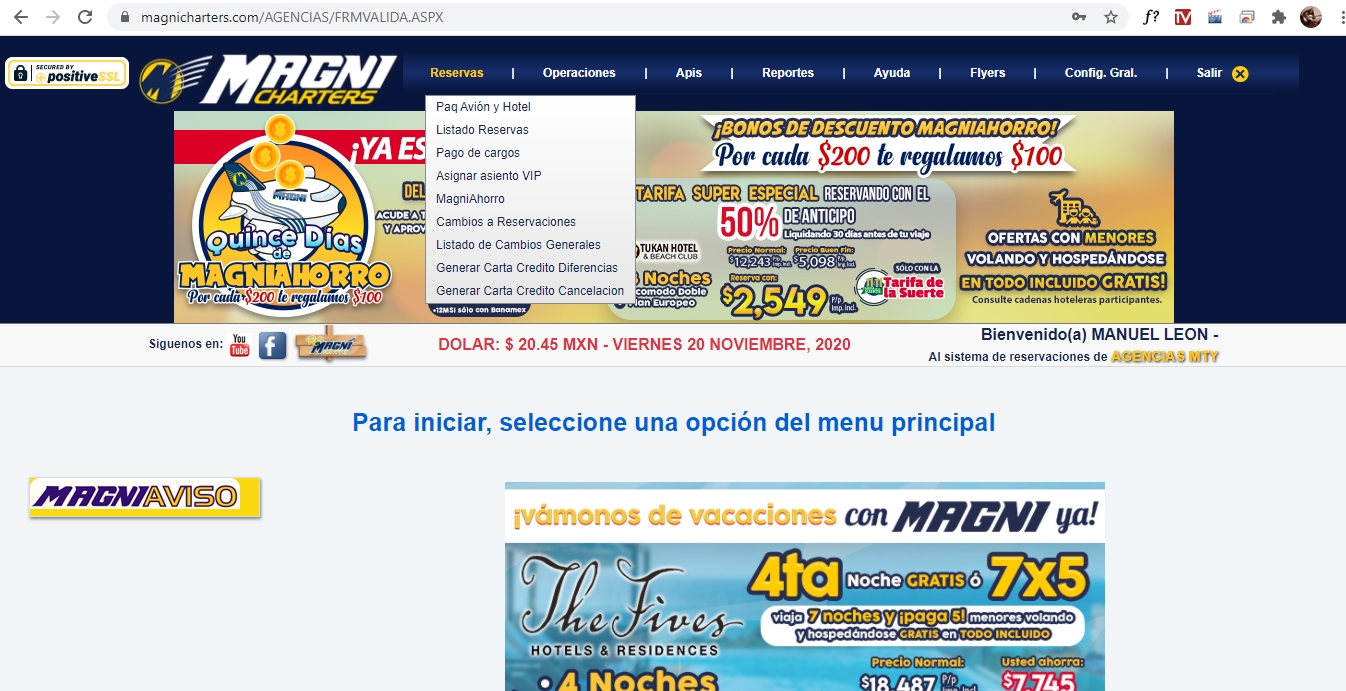 magnicharters.com/AGENCIAS/FRMVALIDA.ASPX
f?
TV
SECURED BY
positiveSSL
MAGNI
CHARTERS
Reservas | Operaciones | Apis | Reportes | Ayuda | Flyers | Config. Gral. | Salir
Paq Avión y Hotel
Listado Reservas
Pago de cargos
Asignar asiento VIP
MagniAhorro
Cambios a Reservaciones
Listado de Cambios Generales
Generar Carta Credito Diferencias
Generar Carta Credito Cancelacion
¡YA ES
DEL
ACUDE A T
Y APROV
MAGNI
Quince Días
de
MAGNIAHORRO
Por cada $200 te regalamos $100
+12MSI sólo con Banamex
¡BONOS DE DESCUENTO MAGNIAHORRO!
Por cada $200 te regulamos $100
TARIFA SUPER ESPECIAL RESERVANDO CON EL
50% DE ANTICIPO
Liquidando 30 días antes de tu viaje
TUKAN HOTEL
& BEACH CLUB
Precio Normal: Precio Buen Fin:
$12,243 P/p Imp. Incl. $5,098 P/p Imp. Incl.
Noches
comodo Doble
Plan Europeo
Reserva con:
$2,549 P/p Imp. Incl.
SÓLO CON LA
Tarifa de
la Suerte
OFERTAS CON MENORES
VOLANDO Y HOSPEDÁNDOSE
EN TODO INCLUIDO GRATIS!
Consulte cadenas hoteleras participantes.
Siguenos en:
You
Tube
f
MAGNI
DOLAR: $ 20.45 MXN - VIERNES 20 NOVIEMBRE, 2020
Bienvenido(a) MANUEL LEON -
Al sistema de reservaciones de AGENCIAS MTY
Para iniciar, seleccione una opción del menu principal
MAGNIAVISO
¡vámonos de vacaciones con MAGNI ya!
The Fives
HOTELS & RESIDENCES
4ta Noche GRATIS ó 7x5
viaja 7 noches y ¡paga 5! menores volando
y hospedándose GRATIS en TODO INCLUIDO
• 4 Noches
Precio Normal:
$18,487 P/p Imp. Incl.
Usted ahorra:
$7,745